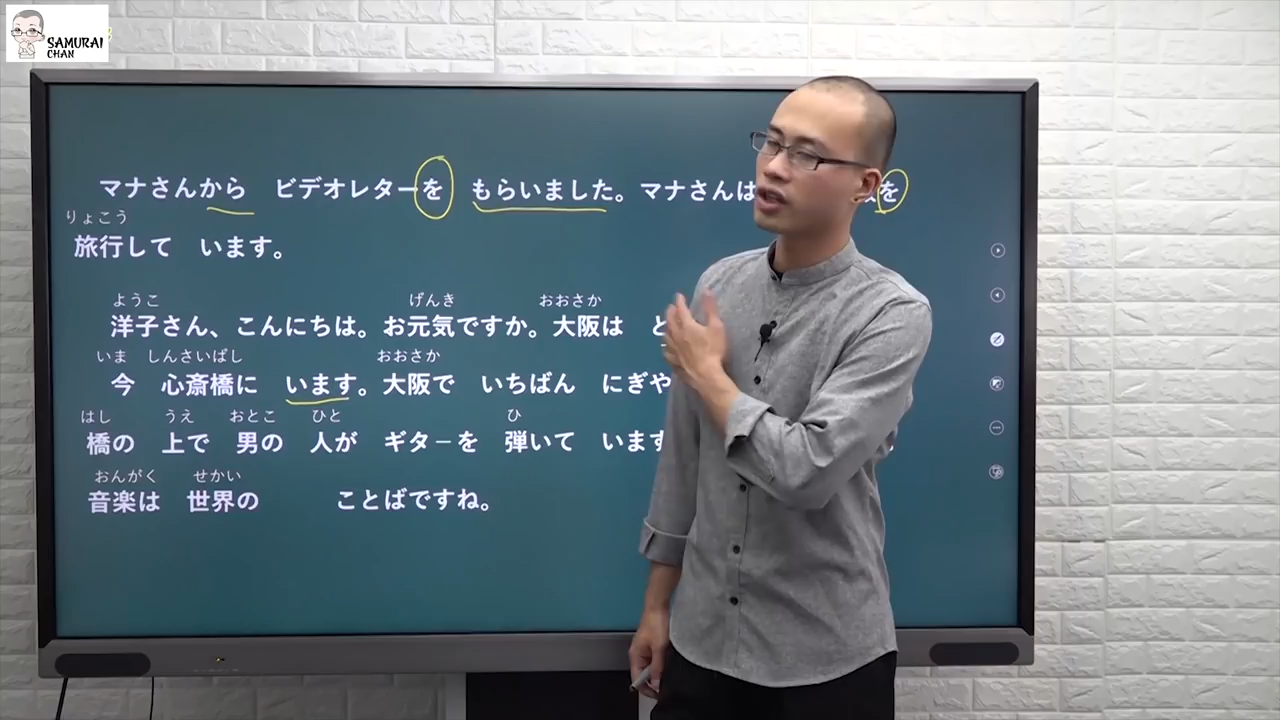 SAMURAI
CHAN
マナさんから ビデオレターを もらいました。マナさんは を
りょこう
旅行して います。
ようこ げんき おおさか
洋子さん、こんにちは。お元気ですか。大阪は
いま しんさいばし おおさか
今 心斎橋に います。大阪で いちばん にぎや
はし うえ おとこ ひと ひ
橋の 上で 男の 人が ギターを 弾いて います
おんがく せかい
音楽は 世界の ことばですね。